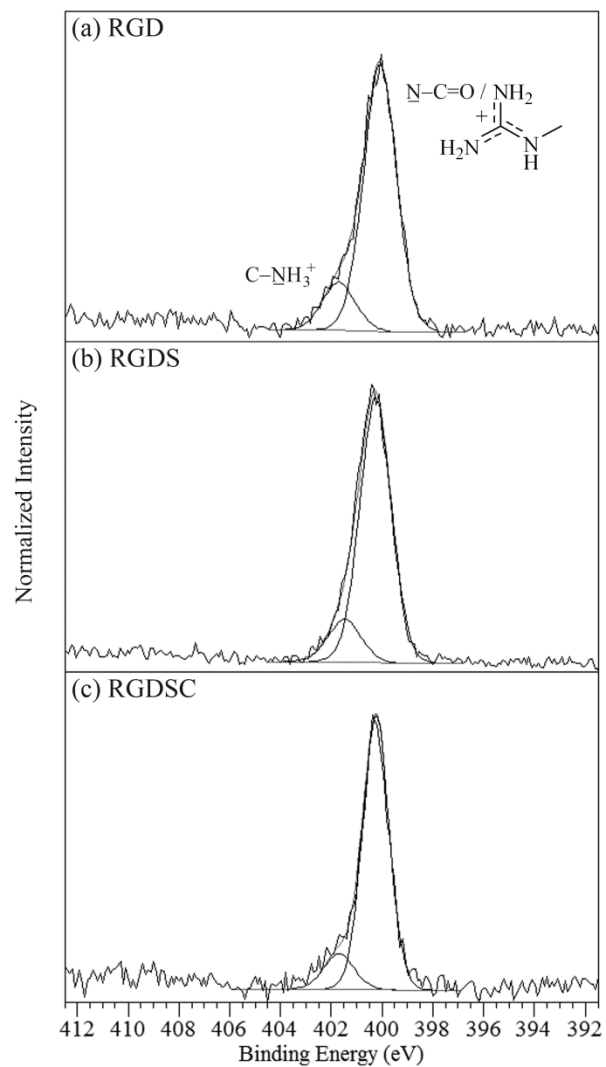 (a) RGD
N–C=O / NH₂
+
H₂N
N
H
C–NH₃⁺
(b) RGDS
Normalized Intensity
(c) RGDSC
412 410 408 406 404 402 400 398 396 394 392
Binding Energy (eV)